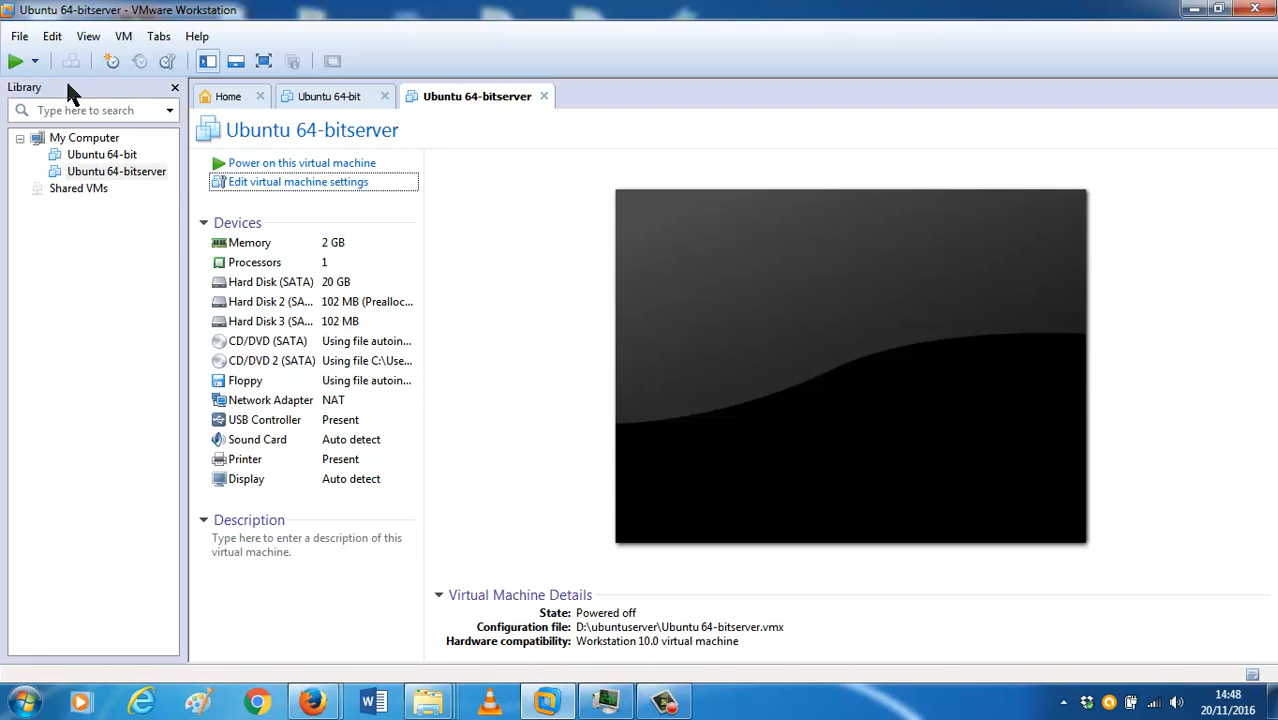 Ubuntu 64-bitserver - VMware Workstation
File Edit View VM Tabs Help
Library
Type here to search
My Computer
Ubuntu 64-bit
Ubuntu 64-bitserver
Shared VMs
Home Ubuntu 64-bit Ubuntu 64-bitserver
Ubuntu 64-bitserver
Power on this virtual machine
Edit virtual machine settings
Devices
Memory 2 GB
Processors 1
Hard Disk (SATA) 20 GB
Hard Disk 2 (SA... 102 MB (Prealloc...
Hard Disk 3 (SA... 102 MB
CD/DVD (SATA) Using file autoin...
CD/DVD 2 (SATA) Using file C:\Use...
Floppy Using file autoin...
Network Adapter NAT
USB Controller Present
Sound Card Auto detect
Printer Present
Display Auto detect
Description
Type here to enter a description of this
virtual machine.
Virtual Machine Details
State: Powered off
Configuration file: D:\ubuntuserver\Ubuntu 64-bitserver.vmx
Hardware compatibility: Workstation 10.0 virtual machine
14:48
20/11/2016